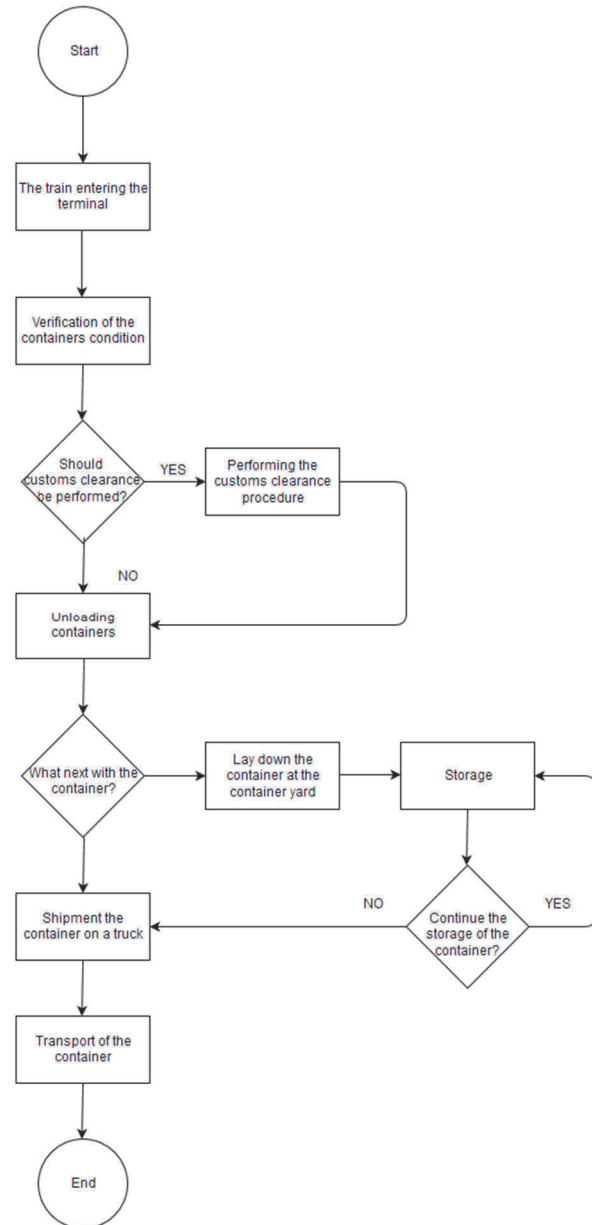 Start
The train entering the
terminal
Verification of the
containers condition
Should
customs clearance
be performed?
YES
Performing the
customs clearance
procedure
NO
Unloading
containers
What next with the
container?
Lay down the
container at the
container yard
Storage
Shipment the
container on a truck
NO
Continue the
storage of the
container?
YES
Transport of the
container
End